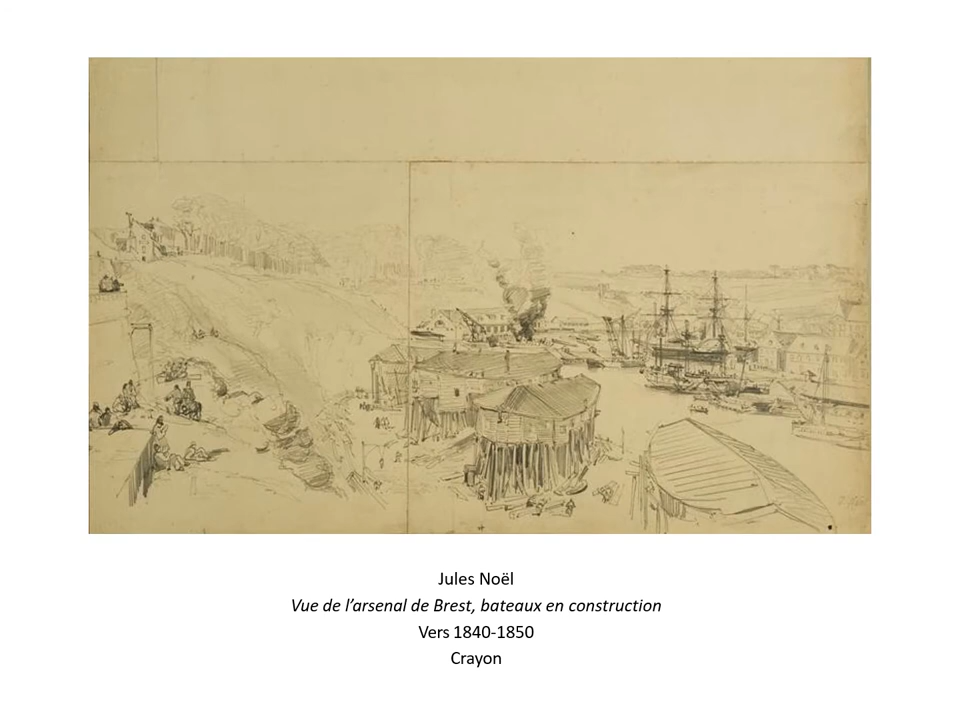 Jules Noël
Vue de l’arsenal de Brest, bateaux en construction
Vers 1840-1850
Crayon